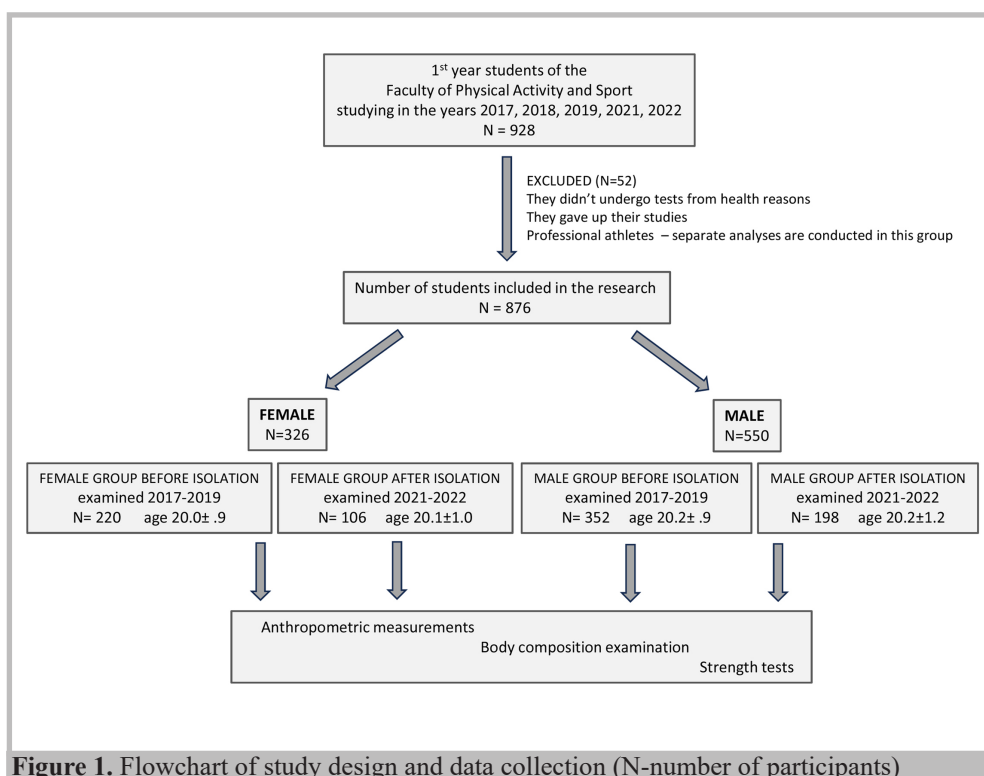 1st year students of the
Faculty of Physical Activity and Sport
studying in the years 2017, 2018, 2019, 2021, 2022
N = 928
EXCLUDED (N=52)
They didn't undergo tests from health reasons
They gave up their studies
Professional athletes – separate analyses are conducted in this group
Number of students included in the research
N = 876
FEMALE
N=326
MALE
N=550
FEMALE GROUP BEFORE ISOLATION
examined 2017-2019
N= 220 age 20.0± .9
FEMALE GROUP AFTER ISOLATION
examined 2021-2022
N= 106 age 20.1±1.0
MALE GROUP BEFORE ISOLATION
examined 2017-2019
N= 352 age 20.2± .9
MALE GROUP AFTER ISOLATION
examined 2021-2022
N= 198 age 20.2±1.2
Anthropometric measurements
Body composition examination
Strength tests
Figure 1. Flowchart of study design and data collection (N-number of participants)